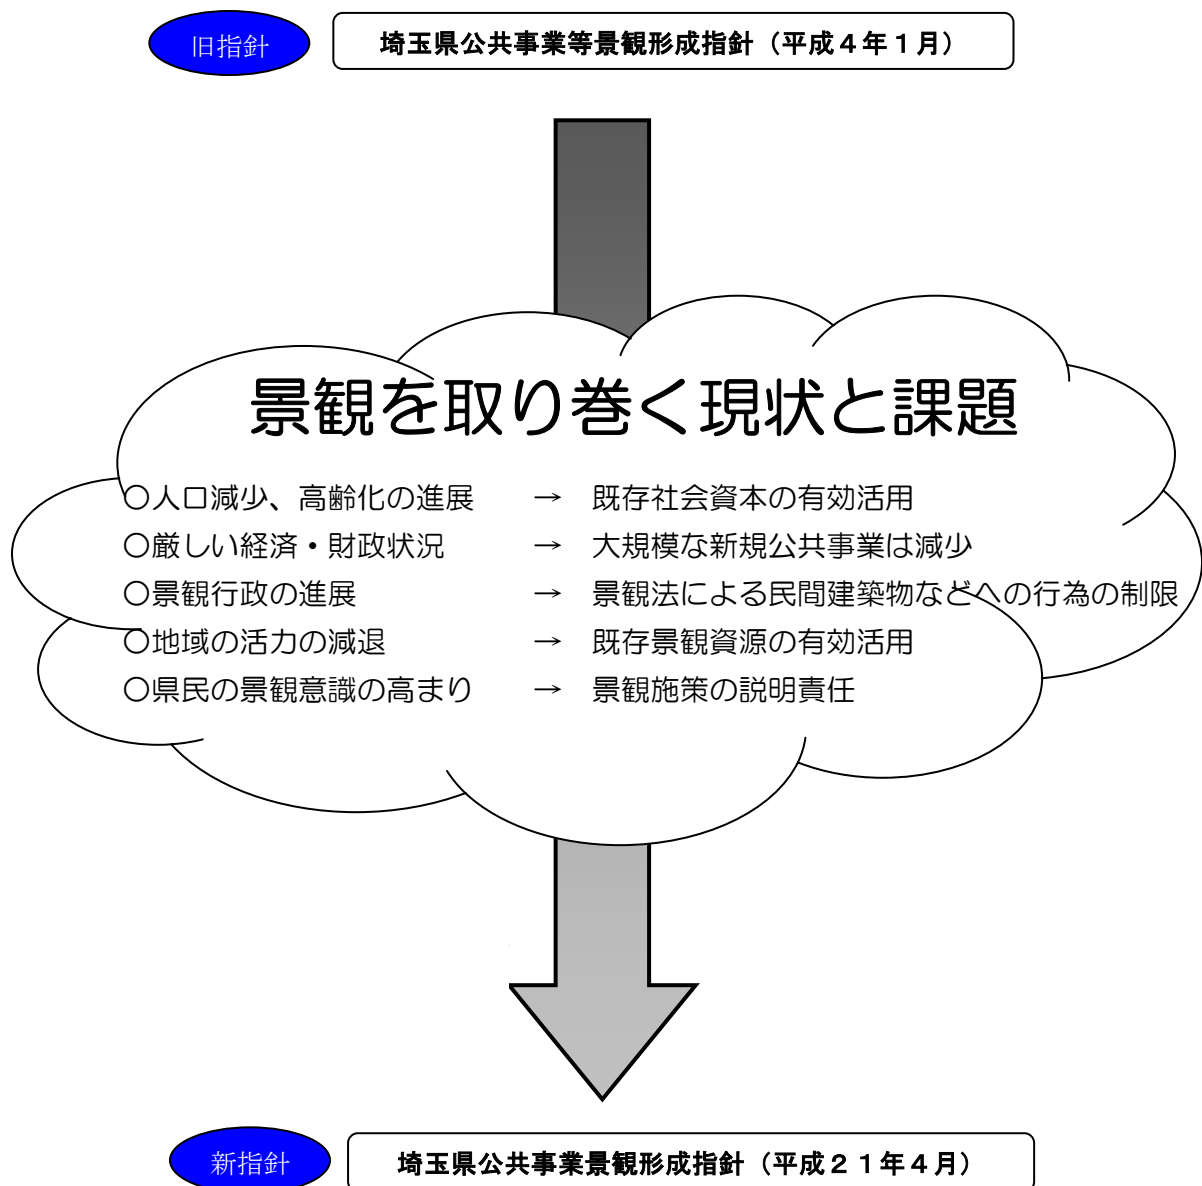 旧指針 埼玉県公共事業等景観形成指針（平成４年１月）
景観を取り巻く現状と課題
○人口減少、高齢化の進展 → 既存社会資本の有効活用
○厳しい経済・財政状況 → 大規模な新規公共事業は減少
○景観行政の進展 → 景観法による民間建築物などへの行為の制限
○地域の活力の減退 → 既存景観資源の有効活用
○県民の景観意識の高まり → 景観施策の説明責任
新指針 埼玉県公共事業景観形成指針（平成２１年４月）